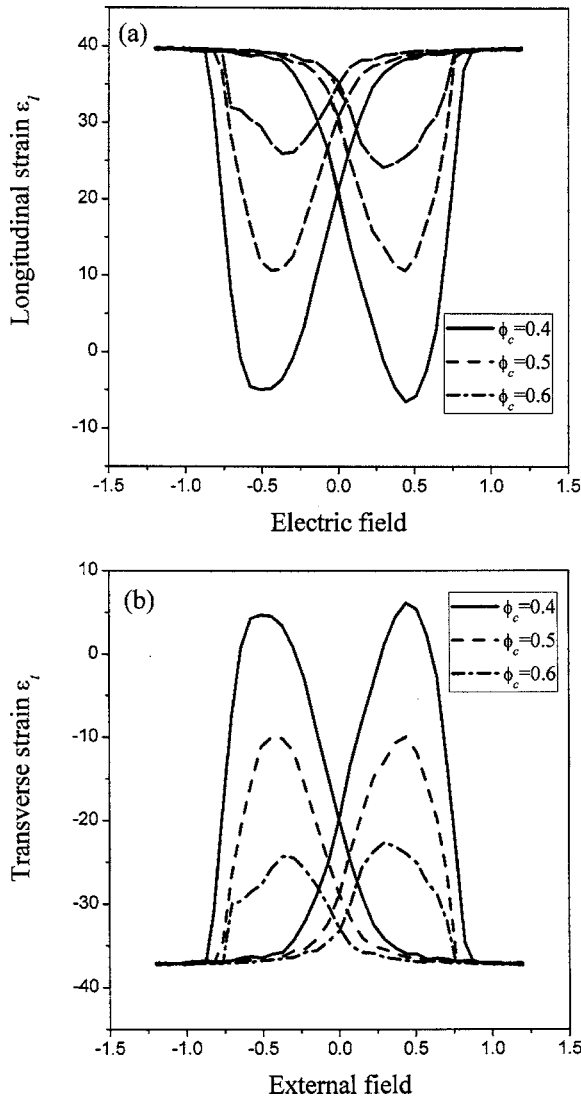 (a)
Longitudinal strain ε_l
40
30
20
10
0
-10
ϕ_c=0.4
ϕ_c=0.5
ϕ_c=0.6
-1.5 -1.0 -0.5 0.0 0.5 1.0 1.5
Electric field
(b)
Transverse strain ε_t
10
0
-10
-20
-30
-40
ϕ_c=0.4
ϕ_c=0.5
ϕ_c=0.6
-1.5 -1.0 -0.5 0.0 0.5 1.0 1.5
External field